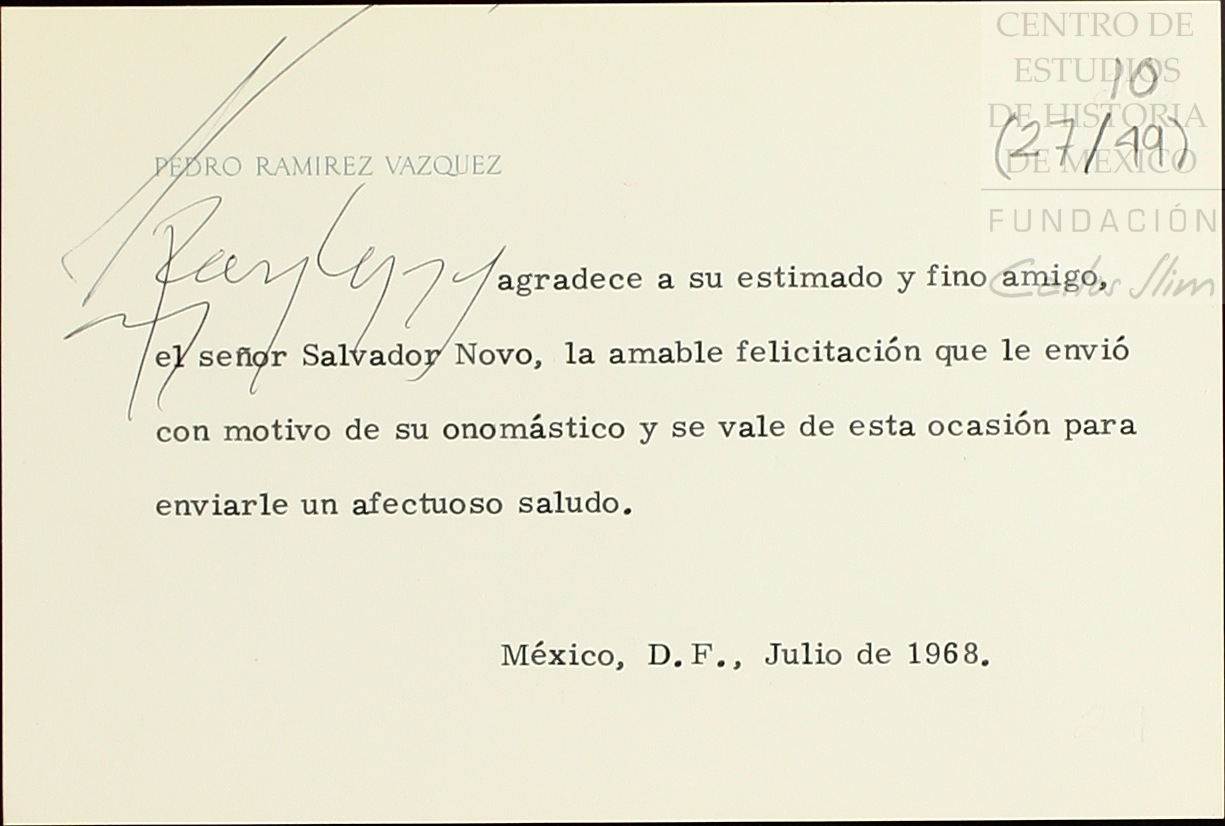 CENTRO DE
ESTUDIOS
DE HISTORIA
DE MEXICO
FUNDACIÓN
Carlos Slim
10
(27/49)
PEDRO RAMIREZ VAZQUEZ
agradece a su estimado y fino amigo,
el señor Salvador Novo, la amable felicitación que le envió
con motivo de su onomástico y se vale de esta ocasión para
enviarle un afectuoso saludo.
México, D.F., Julio de 1968.